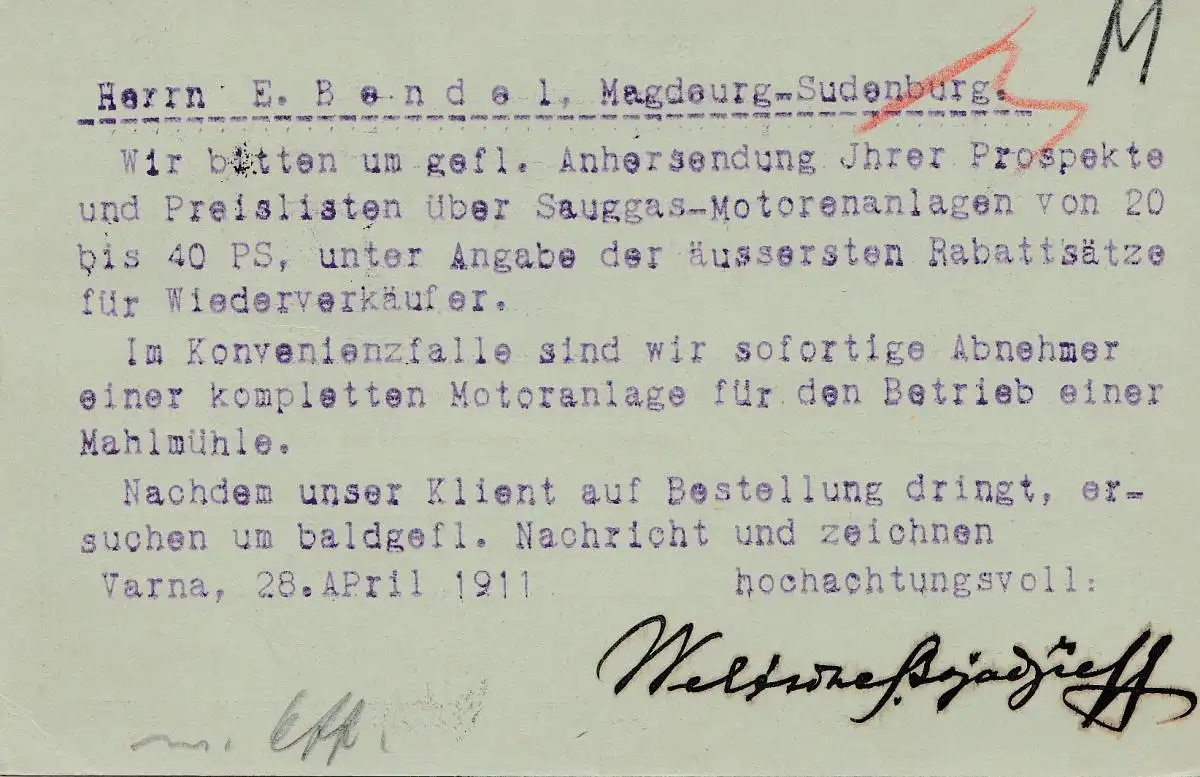 M
Herrn E. B e n d e l, Magdeurg-Sudenburg.
Wir bitten um gefl. Anhersendung Jhrer Prospekte
und Preislisten über Sauggas-Motorenanlagen von 20
bis 40 PS, unter Angabe der äussersten Rabattsätze
für Wiederverkäufer.
Im Konvenienzfalle sind wir sofortige Abnehmer
einer kompletten Motoranlage für den Betrieb einer
Mahlmühle.
Nachdem unser Klient auf Bestellung dringt, er-
suchen um baldgefl. Nachricht und zeichnen
Varna, 28.APril 1911 hochachtungsvoll: